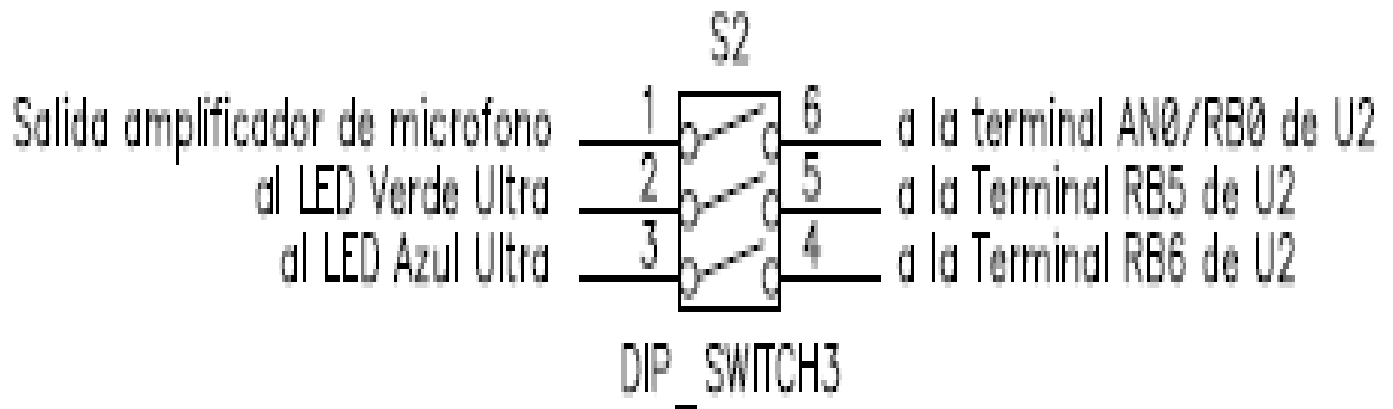 S2
Salida amplificador de microfono 1 6 a la terminal AN0/RB0 de U2
al LED Verde Ultra 2 5 a la Terminal RB5 de U2
al LED Azul Ultra 3 4 a la Terminal RB6 de U2
DIP_SWITCH3